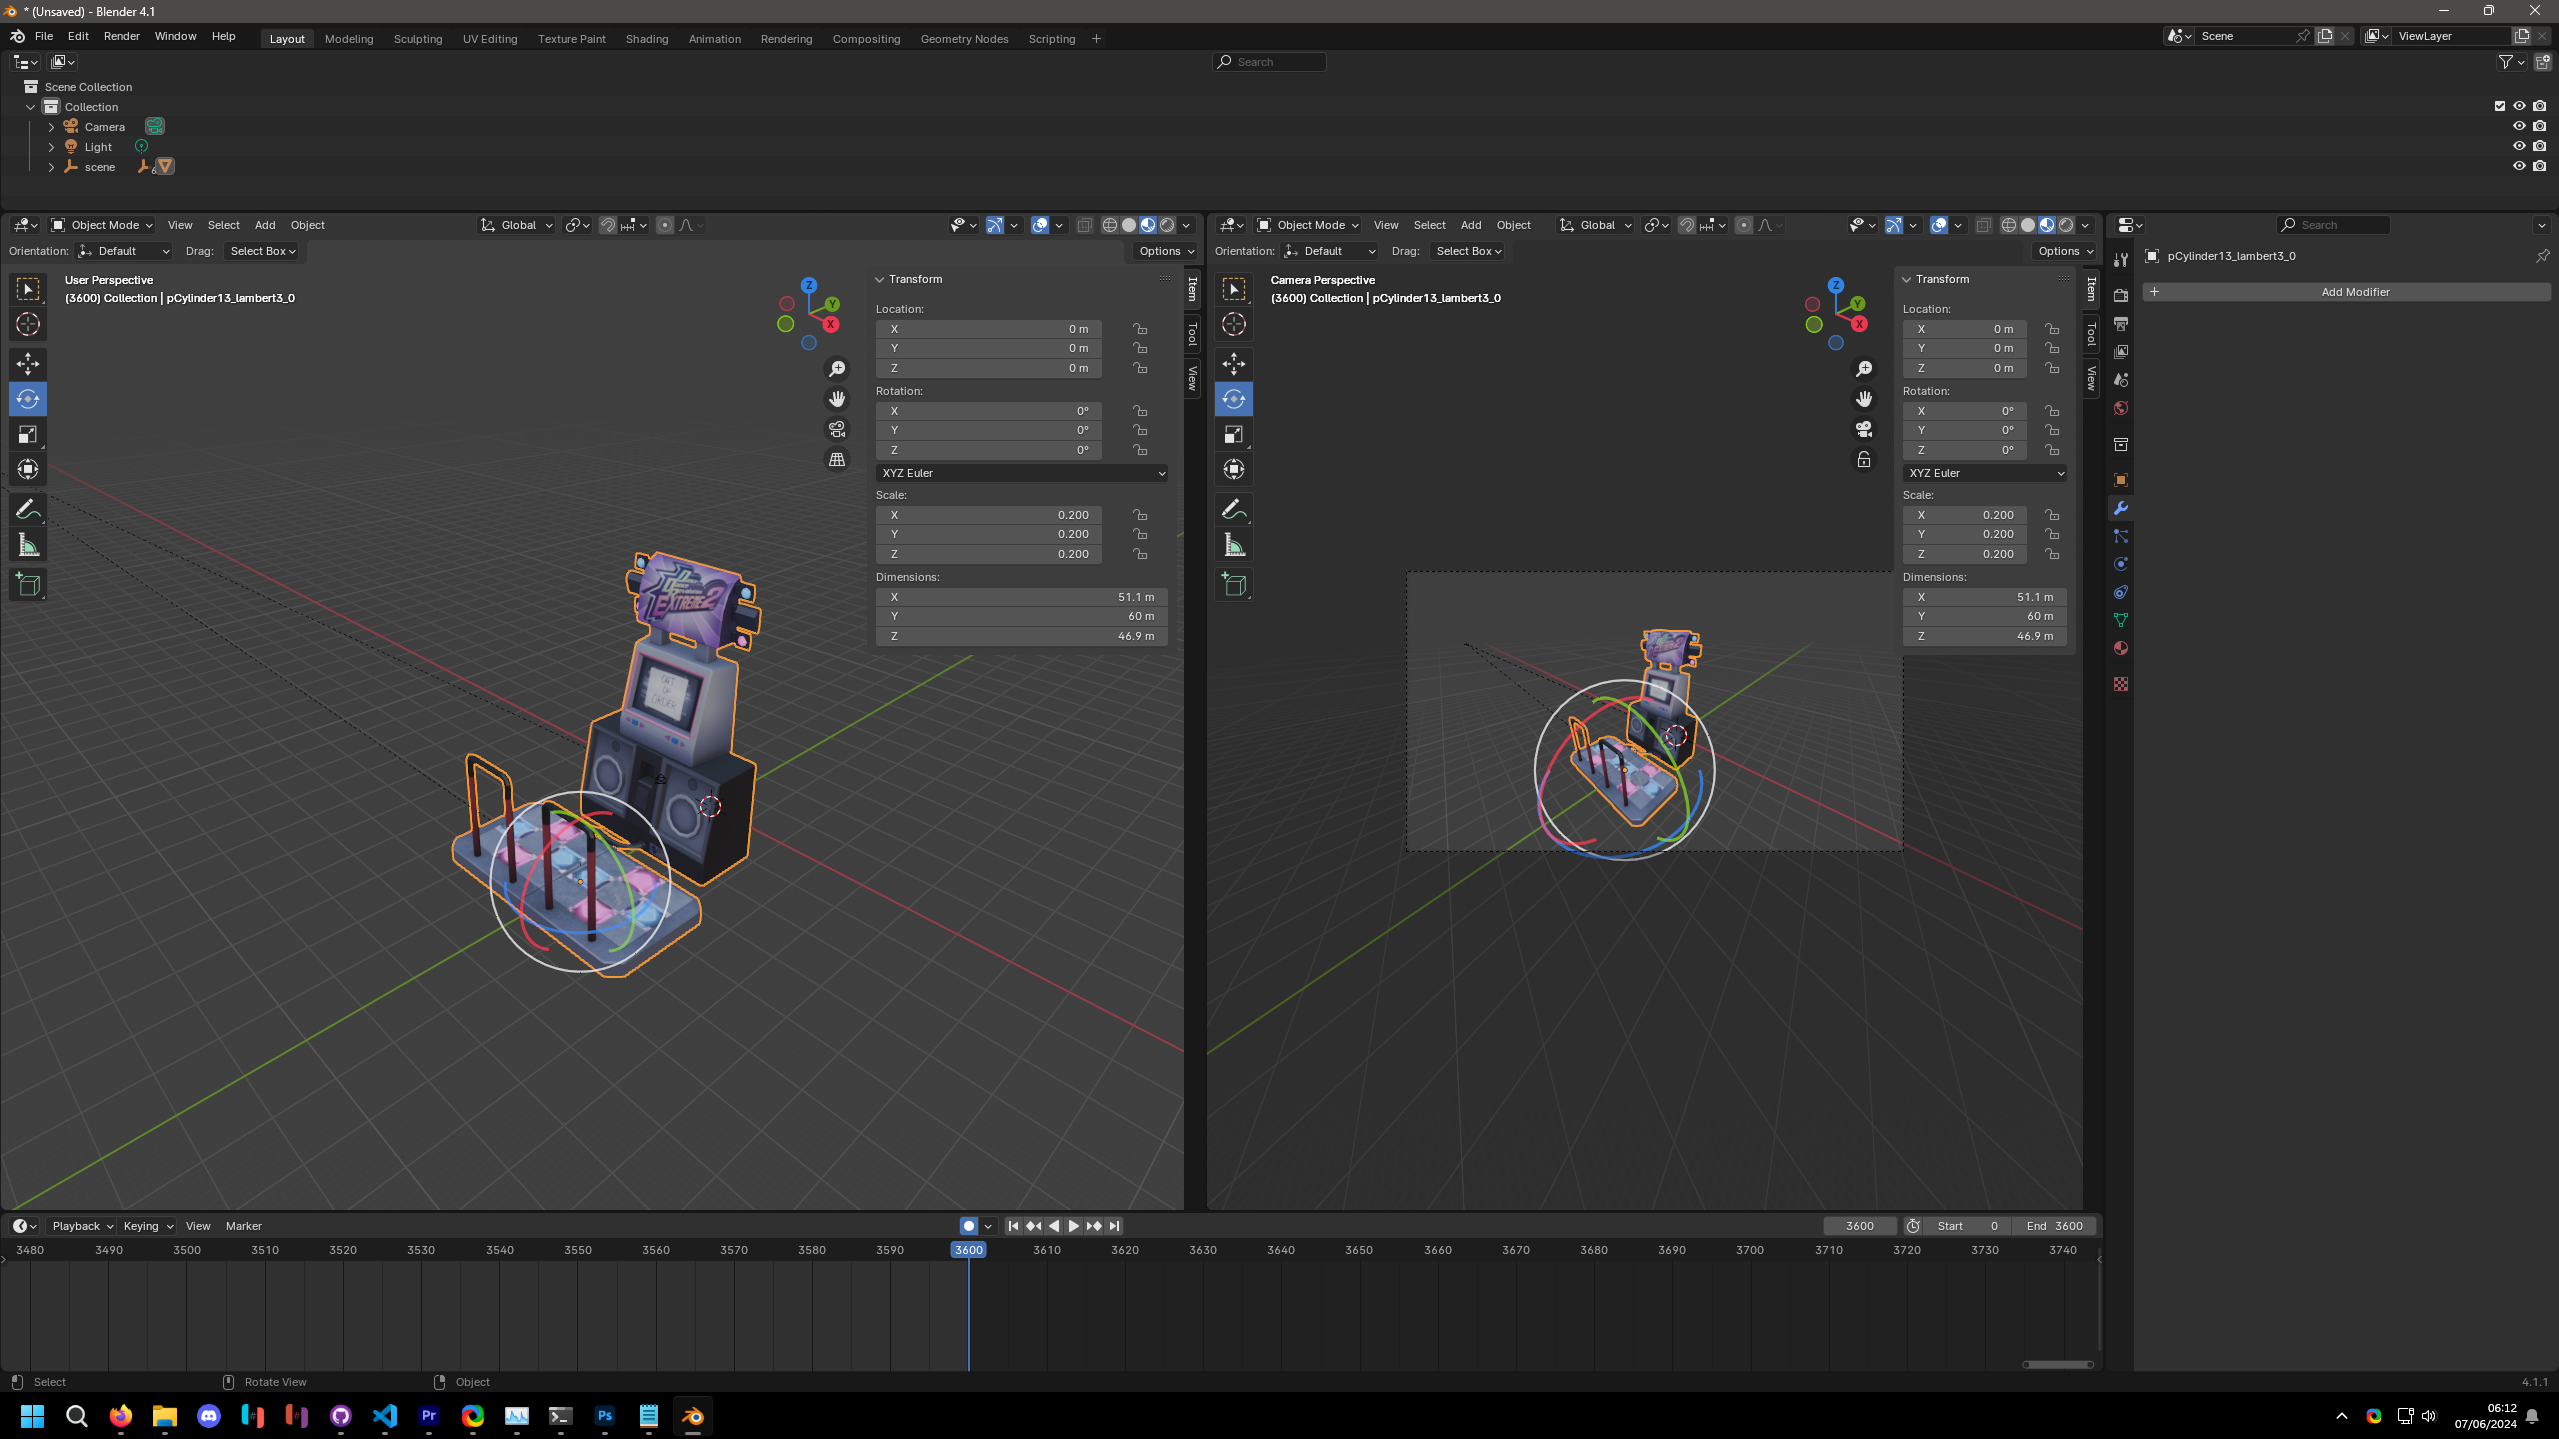 * (Unsaved) - Blender 4.1
File Edit Render Window Help Layout Modeling Sculpting UV Editing Texture Paint Shading Animation Rendering Compositing Geometry Nodes Scripting + Scene ViewLayer
Search
Scene Collection
Collection
Camera
Light
scene
Object Mode View Select Add Object Global
Orientation: Default Drag: Select Box Options
User Perspective
(3600) Collection | pCylinder13_lambert3_0
Z
Y
X
Transform
Location:
X 0 m
Y 0 m
Z 0 m
Rotation:
X 0°
Y 0°
Z 0°
XYZ Euler
Scale:
X 0.200
Y 0.200
Z 0.200
Dimensions:
X 51.1 m
Y 60 m
Z 46.9 m
Item
Tool
View
EXTREME 2
OUT
OF
ORDER
Object Mode View Select Add Object Global
Orientation: Default Drag: Select Box Options
Camera Perspective
(3600) Collection | pCylinder13_lambert3_0
Z
Y
X
Transform
Location:
X 0 m
Y 0 m
Z 0 m
Rotation:
X 0°
Y 0°
Z 0°
XYZ Euler
Scale:
X 0.200
Y 0.200
Z 0.200
Dimensions:
X 51.1 m
Y 60 m
Z 46.9 m
Item
Tool
View
Search
pCylinder13_lambert3_0
+ Add Modifier
Playback Keying View Marker 3600 Start 0 End 3600
3480 3490 3500 3510 3520 3530 3540 3550 3560 3570 3580 3590 3600 3610 3620 3630 3640 3650 3660 3670 3680 3690 3700 3710 3720 3730 3740
Select Rotate View Object 4.1.1
Pr Ps
06:12
07/06/2024